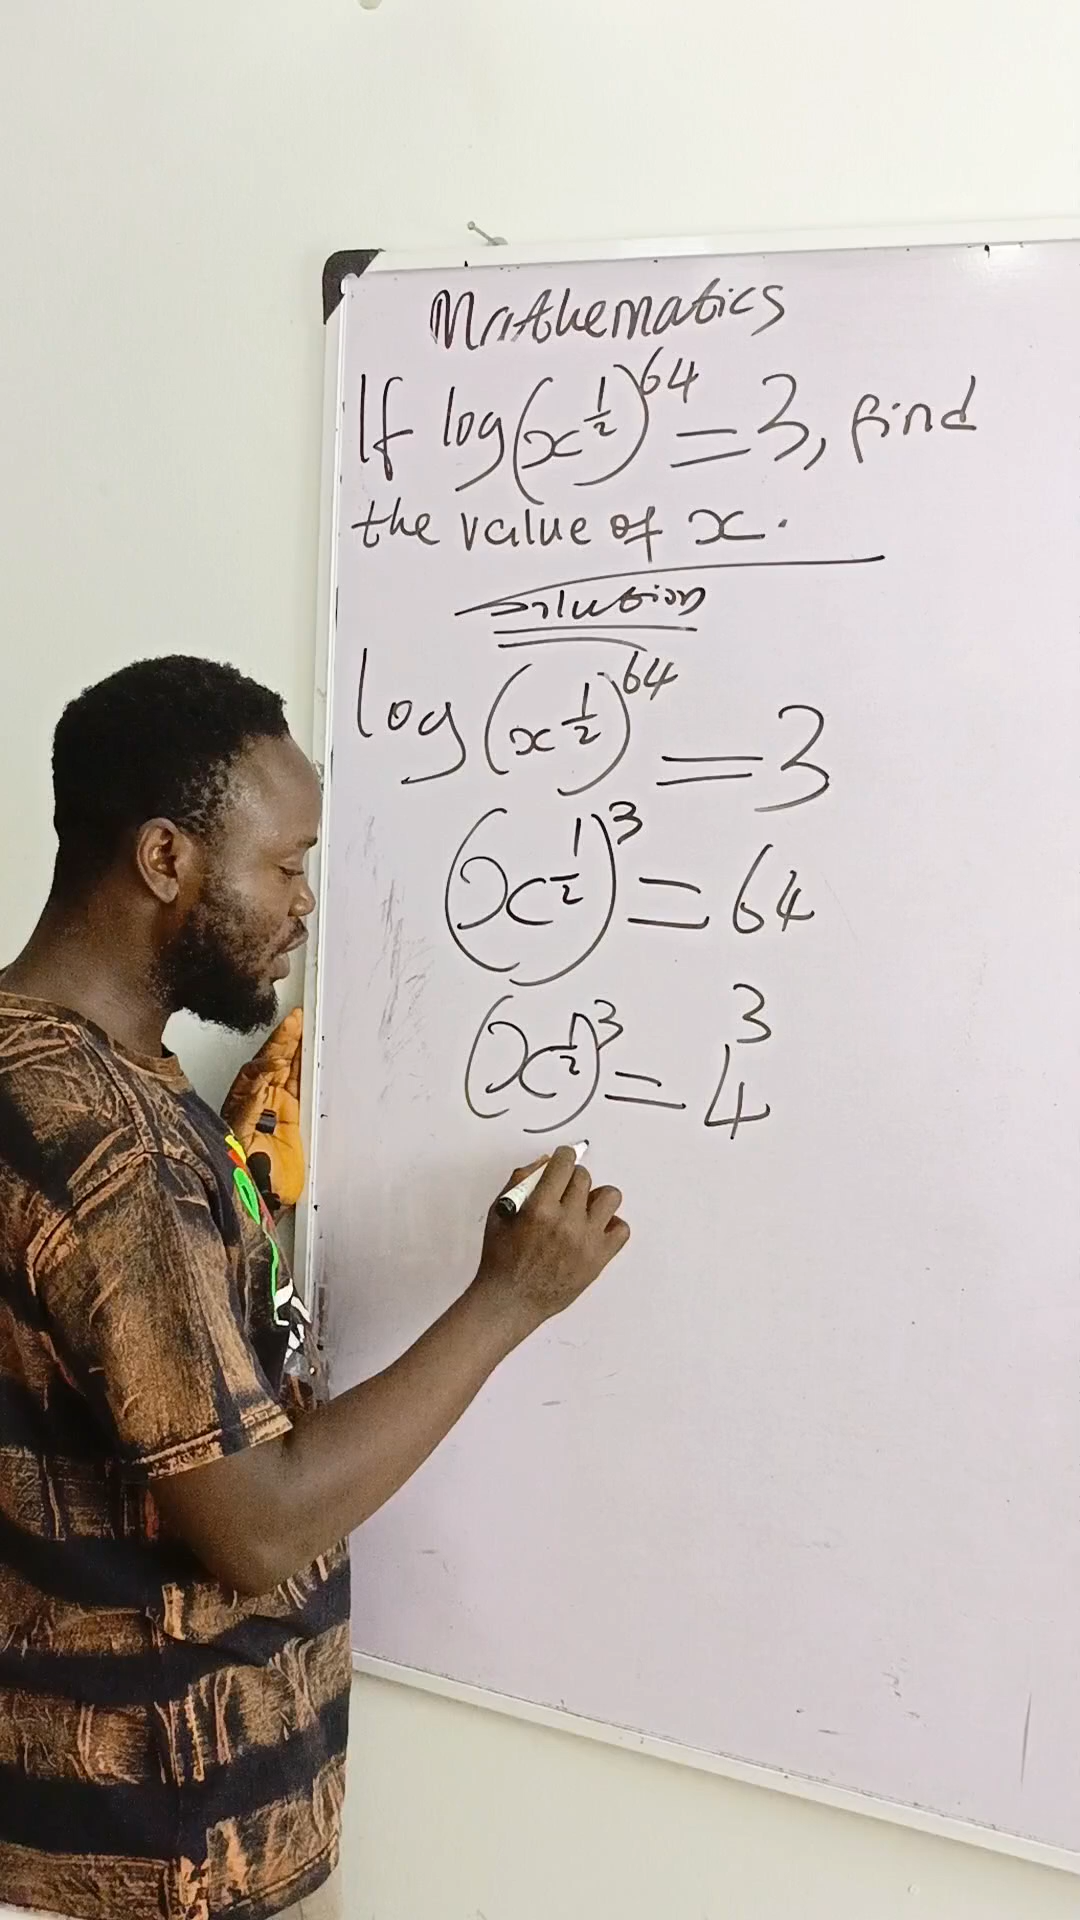 Mathematics
If log(x^{1/2})^{64} = 3, find
the value of x.
Solution
log(x^{1/2})^{64} = 3
(x^{1/2})^3 = 64
(x^{1/2})^3 = 4^3